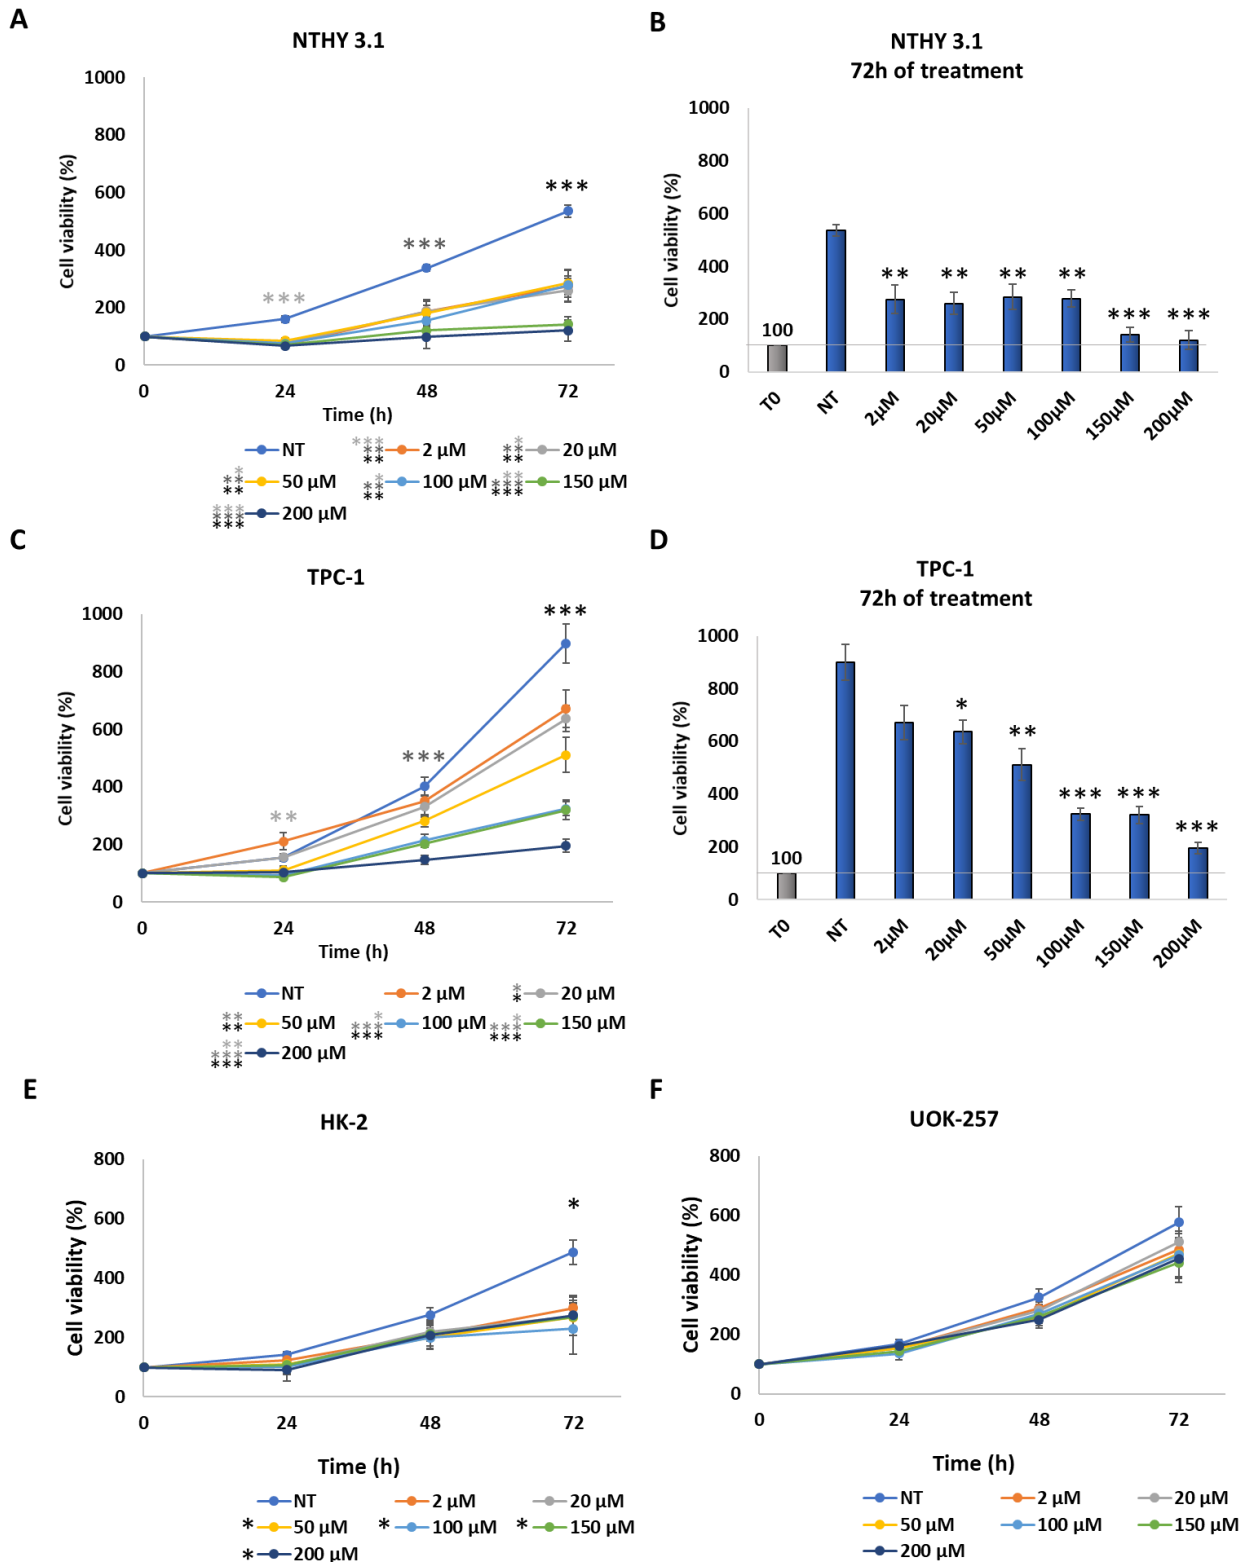 A
NTHY 3.1
1000
800
600
400
200
0
Cell viability (%)
***
***
***
0 24 48 72
Time (h)
NT
*** ** ** 2 µM
* ** ** 20 µM
* ** ** 50 µM
* ** ** 100 µM
** *** *** 150 µM
*** *** *** 200 µM
B
NTHY 3.1
72h of treatment
1000
800
600
400
200
0
Cell viability (%)
100
** ** ** ** *** ***
T0 NT 2µM 20µM 50µM 100µM 150µM 200µM
C
TPC-1
1000
800
600
400
200
0
Cell viability (%)
**
***
***
0 24 48 72
Time (h)
NT
2 µM
* * 20 µM
** ** 50 µM
* *** *** 100 µM
* *** *** 150 µM
** *** *** 200 µM
D
TPC-1
72h of treatment
1000
800
600
400
200
0
Cell viability (%)
100
* ** *** *** ***
T0 NT 2µM 20µM 50µM 100µM 150µM 200µM
E
HK-2
800
600
400
200
0
Cell viability (%)
*
0 24 48 72
Time (h)
NT 2 µM 20 µM
* 50 µM * 100 µM * 150 µM
* 200 µM
F
UOK-257
800
600
400
200
0
Cell viability (%)
0 24 48 72
Time (h)
NT 2 µM 20 µM
50 µM 100 µM 150 µM
200 µM